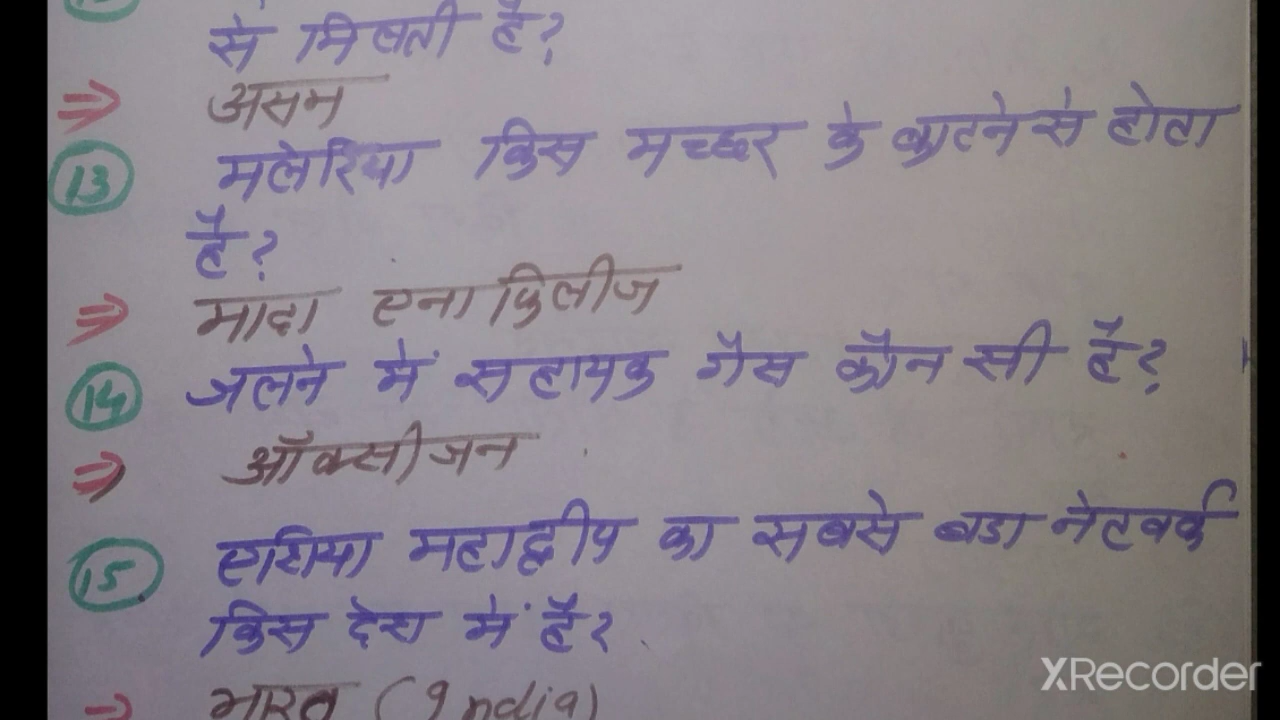 से मिलती है?
⇒ असम
13 मलेरिया किस मच्छर के काटने से होता
है?
⇒ मादा एनाफिलीज
14 जलने में सहायक गैस कौन सी है?
⇒ ऑक्सीजन
15 एशिया महाद्वीप का सबसे बडा नेटवर्क
किस देश में है?
⇒ भारत (India)
XRecorder